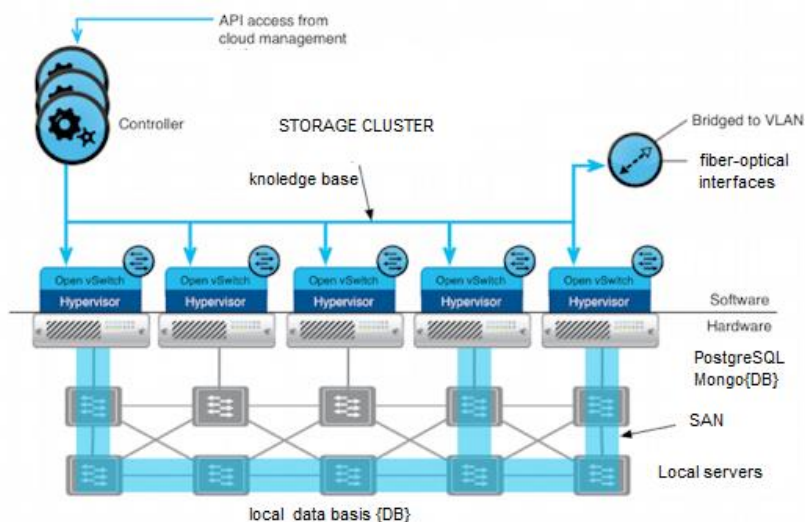 API access from
cloud management
Controller
STORAGE CLUSTER
Bridged to VLAN
knoledge base
fiber-optical
interfaces
Open vSwitch
Open vSwitch
Open vSwitch
Open vSwitch
Open vSwitch
Hypervisor
Hypervisor
Hypervisor
Hypervisor
Hypervisor
Software
Hardware
PostgreSQL
Mongo{DB}
SAN
Local servers
local data basis {DB}